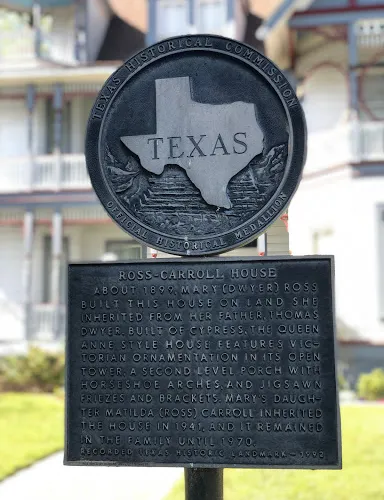 TEXAS HISTORICAL COMMISSION
TEXAS
OFFICIAL HISTORICAL MEDALLION
ROSS-CARROLL HOUSE
ABOUT 1899, MARY (DWYER) ROSS
BUILT THIS HOUSE ON LAND SHE
INHERITED FROM HER FATHER, THOMAS
DWYER. BUILT OF CYPRESS, THE QUEEN
ANNE STYLE HOUSE FEATURES VIC-
TORIAN ORNAMENTATION IN ITS OPEN
TOWER, A SECOND LEVEL PORCH WITH
HORSESHOE ARCHES, AND JIGSAWN
FRIEZES AND BRACKETS. MARY'S DAUGH-
TER MATILDA (ROSS) CARROLL INHERITED
THE HOUSE IN 1941, AND IT REMAINED
IN THE FAMILY UNTIL 1970.
RECORDED TEXAS HISTORIC LANDMARK - 1992